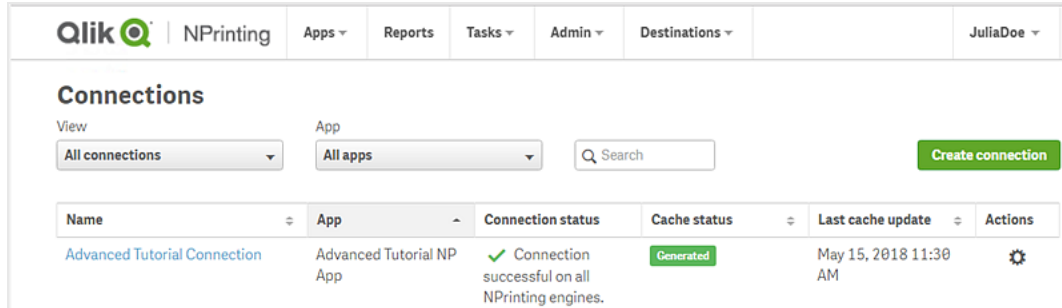 Qlik Q NPrinting Apps Reports Tasks Admin Destinations JuliaDoe
Connections
View App
All connections All apps Search Create connection
Name App Connection status Cache status Last cache update Actions
Advanced Tutorial Connection Advanced Tutorial NP Connection Generated May 15, 2018 11:30
App successful on all AM
NPrinting engines.